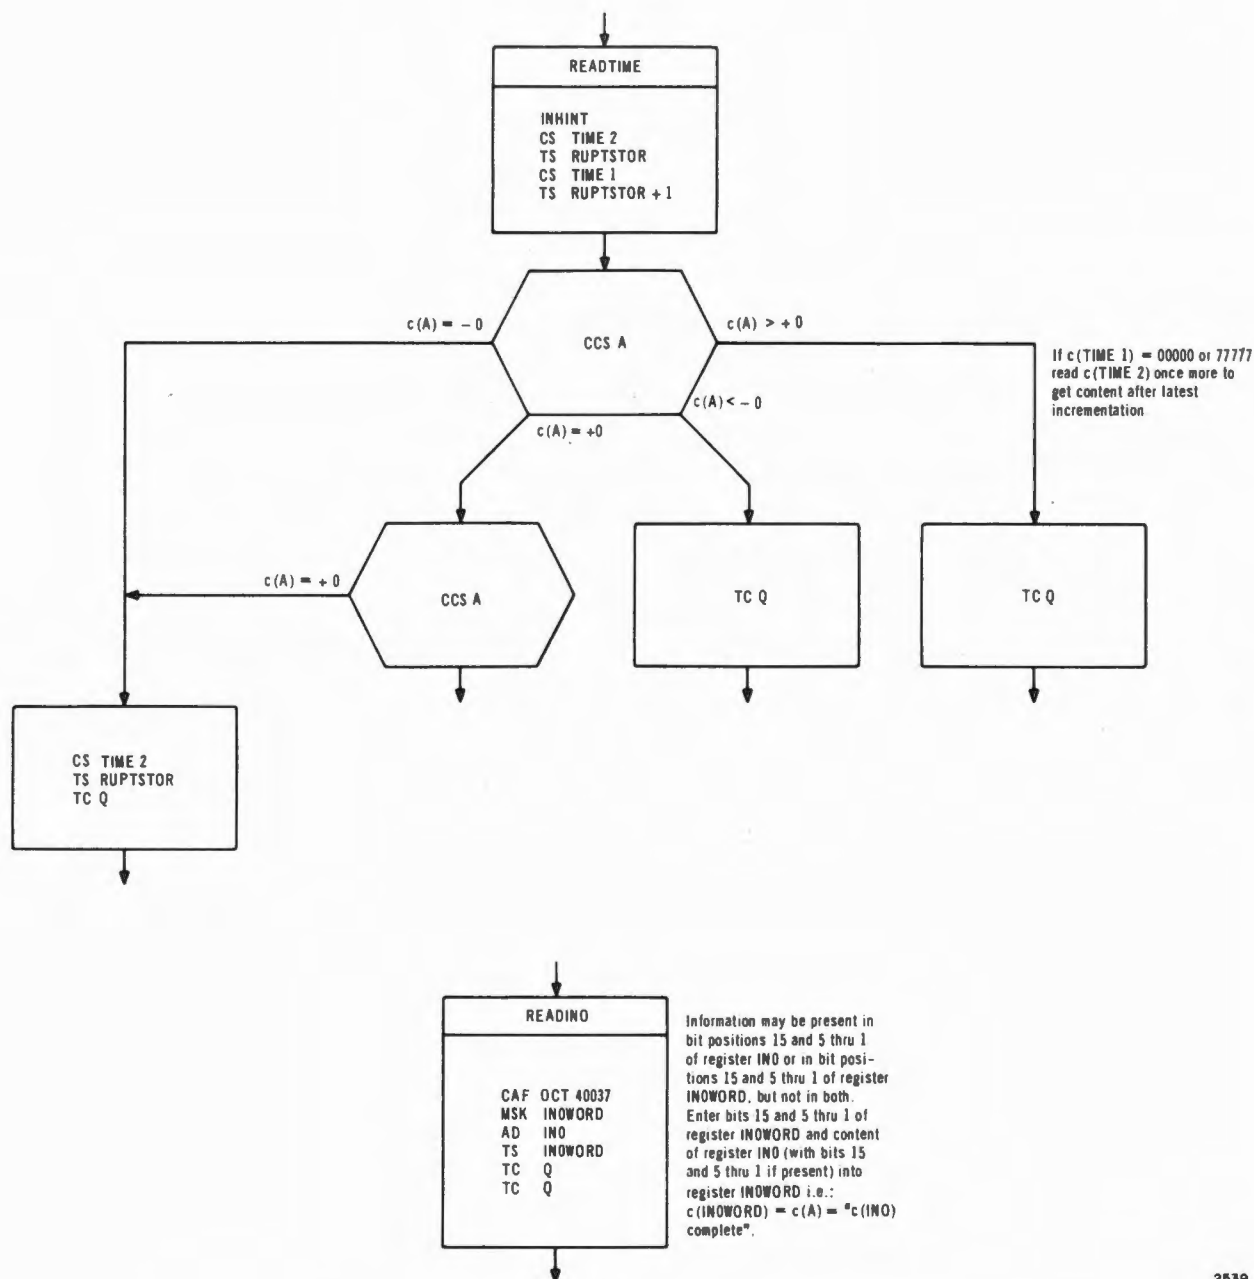 READTIME
INHINT
CS TIME 2
TS RUPTSTOR
CS TIME 1
TS RUPTSTOR + 1
c(A) = - 0
CCS A
c(A) > +0
If c(TIME 1) = 00000 or 77777
read c(TIME 2) once more to
get content after latest
incrementation
c(A) < - 0
c(A) = +0
c(A) = + 0
CCS A
TC Q
TC Q
CS TIME 2
TS RUPTSTOR
TC Q
READINO
CAF OCT 40037
MSK INOWORD
AD INO
TS INOWORD
TC Q
TC Q
Information may be present in
bit positions 15 and 5 thru 1
of register INO or in bit posi-
tions 15 and 5 thru 1 of register
INOWORD, but not in both.
Enter bits 15 and 5 thru 1 of
register INOWORD and content
of register INO (with bits 15
and 5 thru 1 if present) into
register INOWORD i.e.:
c(INOWORD) = c(A) = "c(INO)
complete".